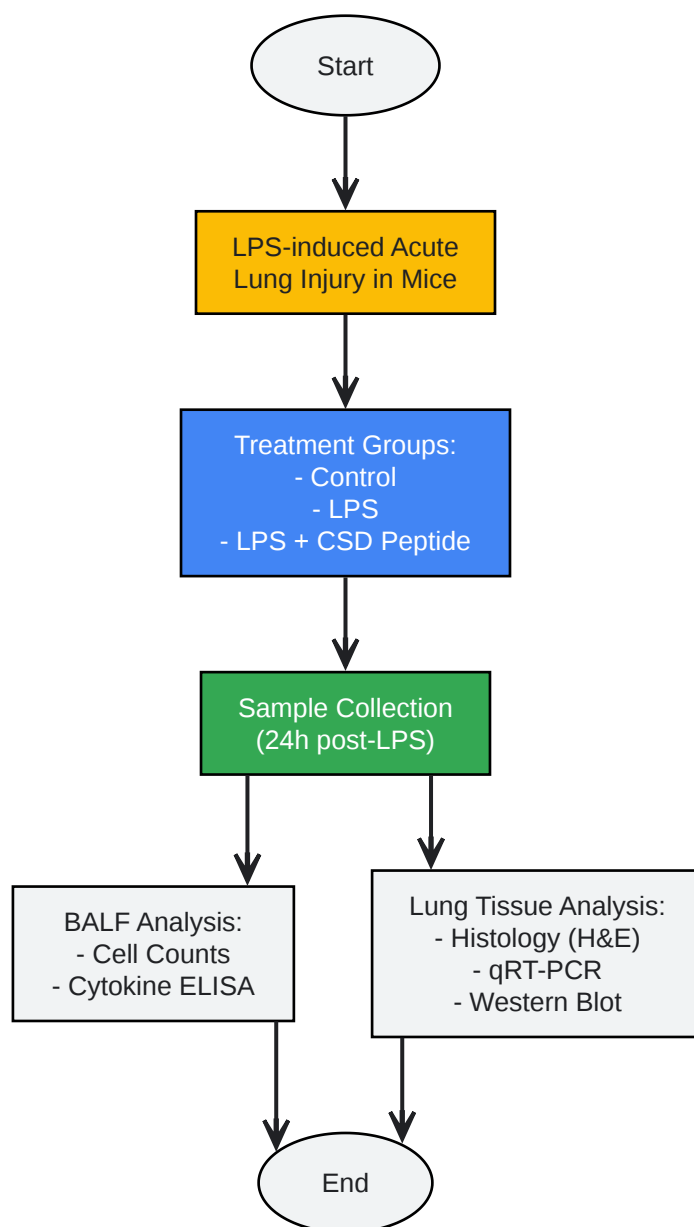 Start
LPS-induced Acute
Lung Injury in Mice
Treatment Groups:
- Control
- LPS
- LPS + CSD Peptide
Sample Collection
(24h post-LPS)
BALF Analysis:
- Cell Counts
- Cytokine ELISA
Lung Tissue Analysis:
- Histology (H&E)
- qRT-PCR
- Western Blot
End